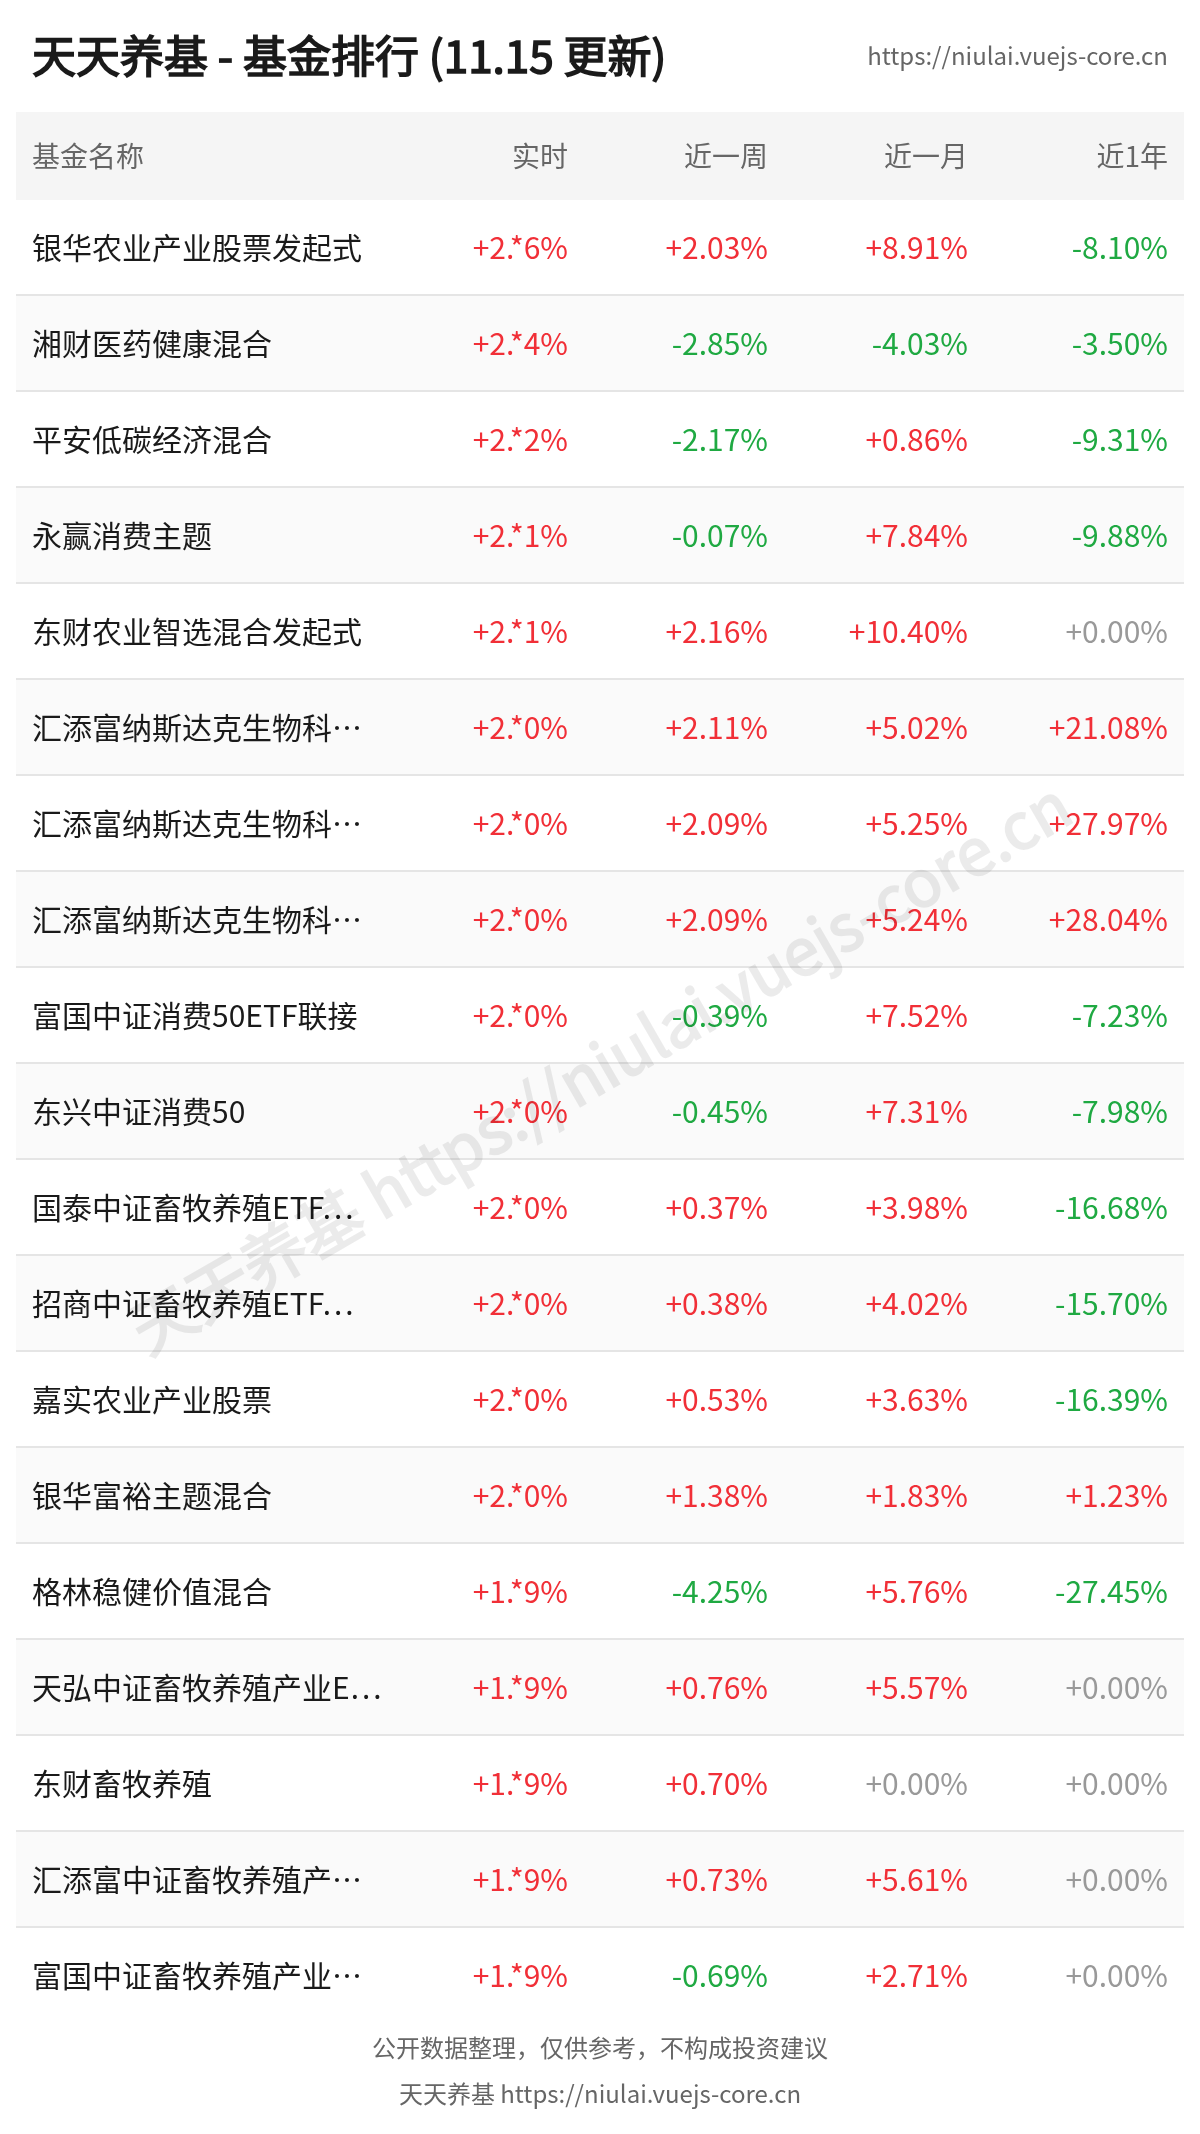 天天养基 - 基金排行 (11.15 更新) https://niulai.vuejs-core.cn
基金名称 实时 近一周 近一月 近1年
银华农业产业股票发起式 +2.*6% +2.03% +8.91% -8.10%
湘财医药健康混合 +2.*4% -2.85% -4.03% -3.50%
平安低碳经济混合 +2.*2% -2.17% +0.86% -9.31%
永赢消费主题 +2.*1% -0.07% +7.84% -9.88%
东财农业智选混合发起式 +2.*1% +2.16% +10.40% +0.00%
汇添富纳斯达克生物科… +2.*0% +2.11% +5.02% +21.08%
汇添富纳斯达克生物科… +2.*0% +2.09% +5.25% +27.97%
汇添富纳斯达克生物科… +2.*0% +2.09% +5.24% +28.04%
富国中证消费50ETF联接 +2.*0% -0.39% +7.52% -7.23%
东兴中证消费50 +2.*0% -0.45% +7.31% -7.98%
国泰中证畜牧养殖ETF… +2.*0% +0.37% +3.98% -16.68%
招商中证畜牧养殖ETF… +2.*0% +0.38% +4.02% -15.70%
嘉实农业产业股票 +2.*0% +0.53% +3.63% -16.39%
银华富裕主题混合 +2.*0% +1.38% +1.83% +1.23%
格林稳健价值混合 +1.*9% -4.25% +5.76% -27.45%
天弘中证畜牧养殖产业E… +1.*9% +0.76% +5.57% +0.00%
东财畜牧养殖 +1.*9% +0.70% +0.00% +0.00%
汇添富中证畜牧养殖产… +1.*9% +0.73% +5.61% +0.00%
富国中证畜牧养殖产业… +1.*9% -0.69% +2.71% +0.00%
公开数据整理，仅供参考，不构成投资建议
天天养基 https://niulai.vuejs-core.cn
天天养基 https://niulai.vuejs-core.cn